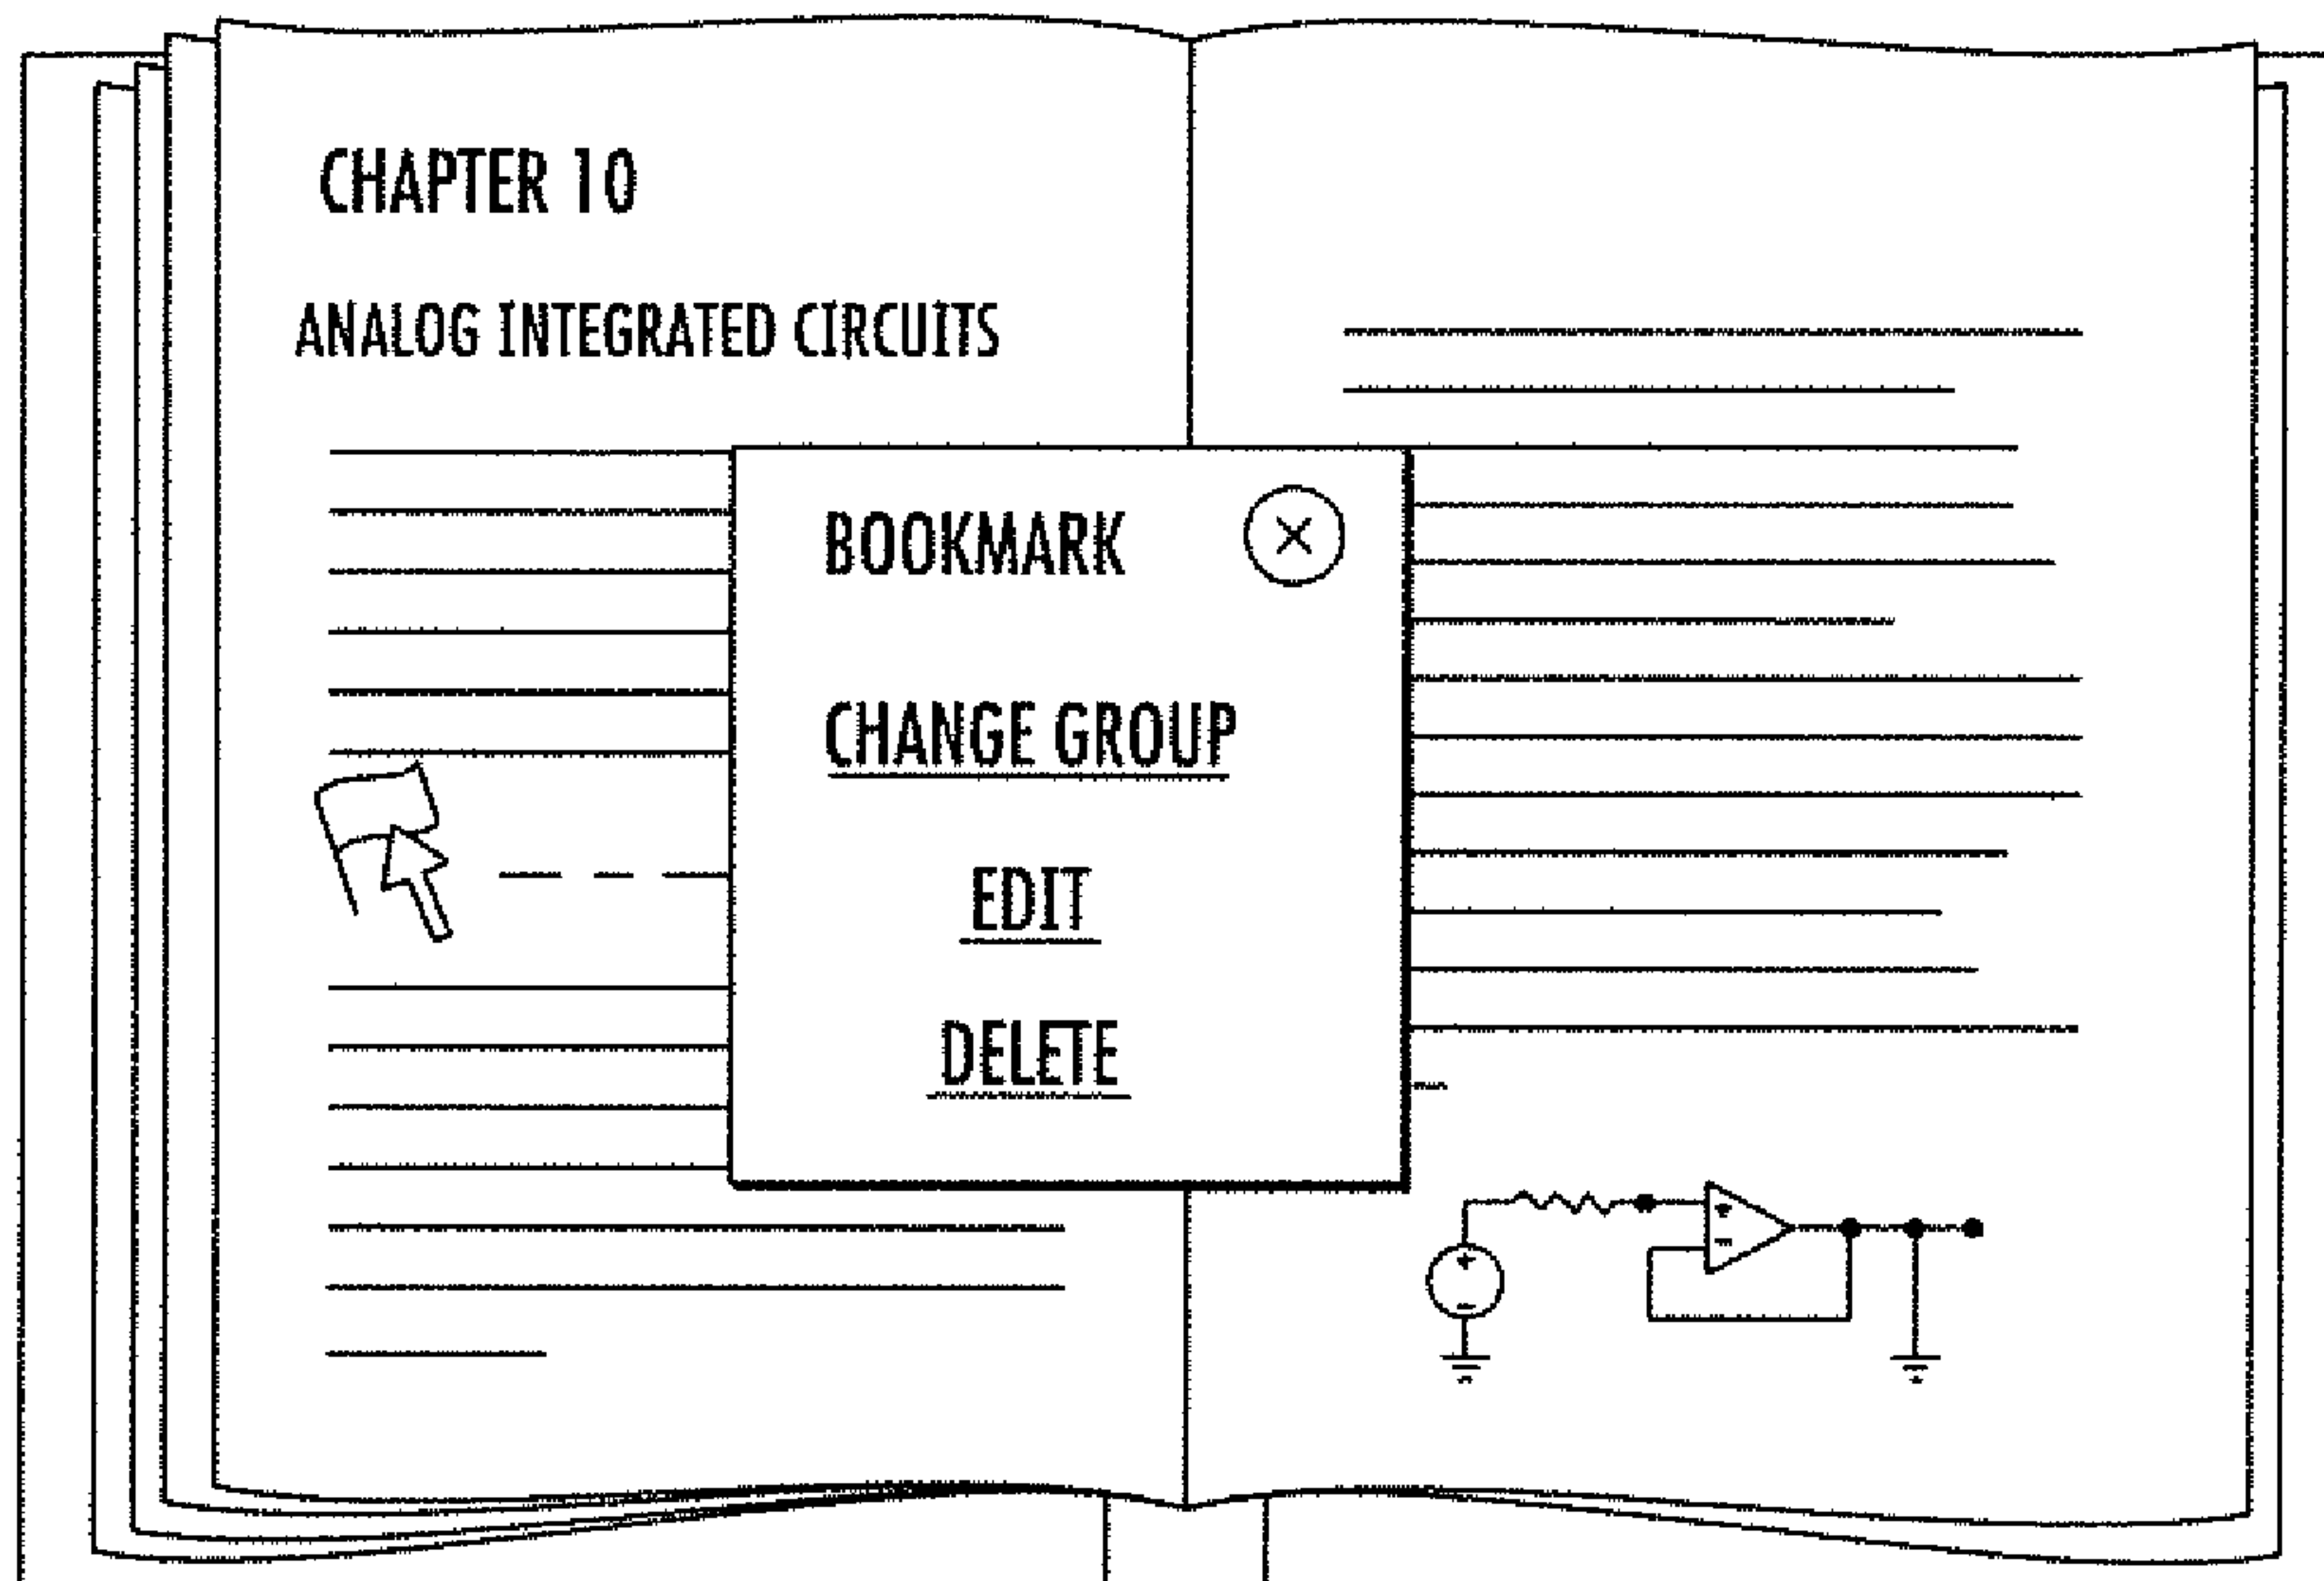 CHAPTER 10
ANALOG INTEGRATED CIRCUITS
BOOKMARK
CHANGE GROUP
EDIT
DELETE